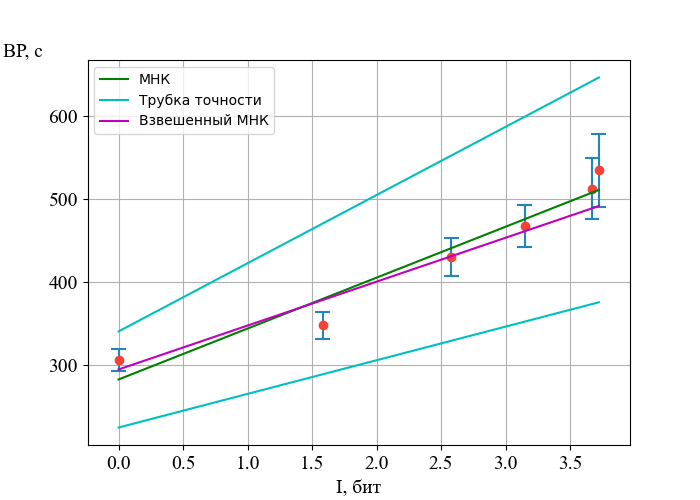 ВР, с
МНК
Трубка точности
Взвешенный МНК
600
500
400
300
0.0 0.5 1.0 1.5 2.0 2.5 3.0 3.5
I, бит